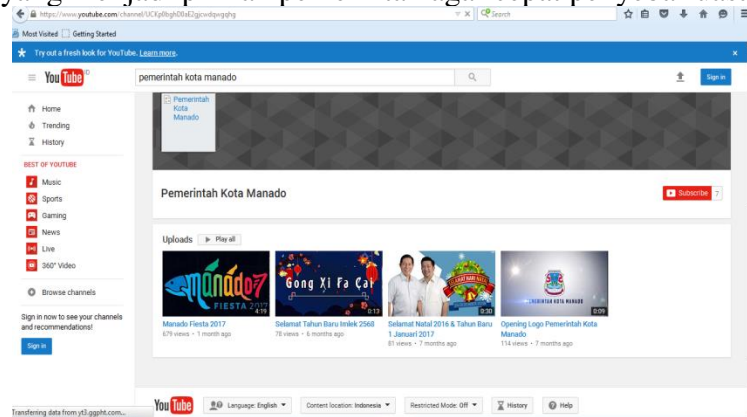 https://www.youtube.com/channel/UCKpflbghD8aE2gjcwdqwgqhg
Search
Most Visited Getting Started
Try out a fresh look for YouTube. Learn more.
YouTube ID
pemerintah kota manado
Sign in
Home
Trending
History
BEST OF YOUTUBE
Music
Sports
Gaming
News
Live
360° Video
Browse channels
Sign in now to see your channels
and recommendations!
Sign in
Pemerintah
Kota
Manado
Pemerintah Kota Manado
Subscribe 7
Uploads Play all
manado
FIESTA 2017
4:19
Gong Xi Fa Cai
0:13
0:30
PEMERINTAH KOTA MANADO
0:09
Manado Fiesta 2017
679 views • 1 month ago
Selamat Tahun Baru Imlek 2568
78 views • 6 months ago
Selamat Natal 2016 & Tahun Baru
1 Januari 2017
81 views • 7 months ago
Opening Logo Pemerintah Kota
Manado
114 views • 7 months ago
YouTube
Language: English
Content location: Indonesia
Restricted Mode: Off
History
Help
Transferring data from yt3.ggpht.com...